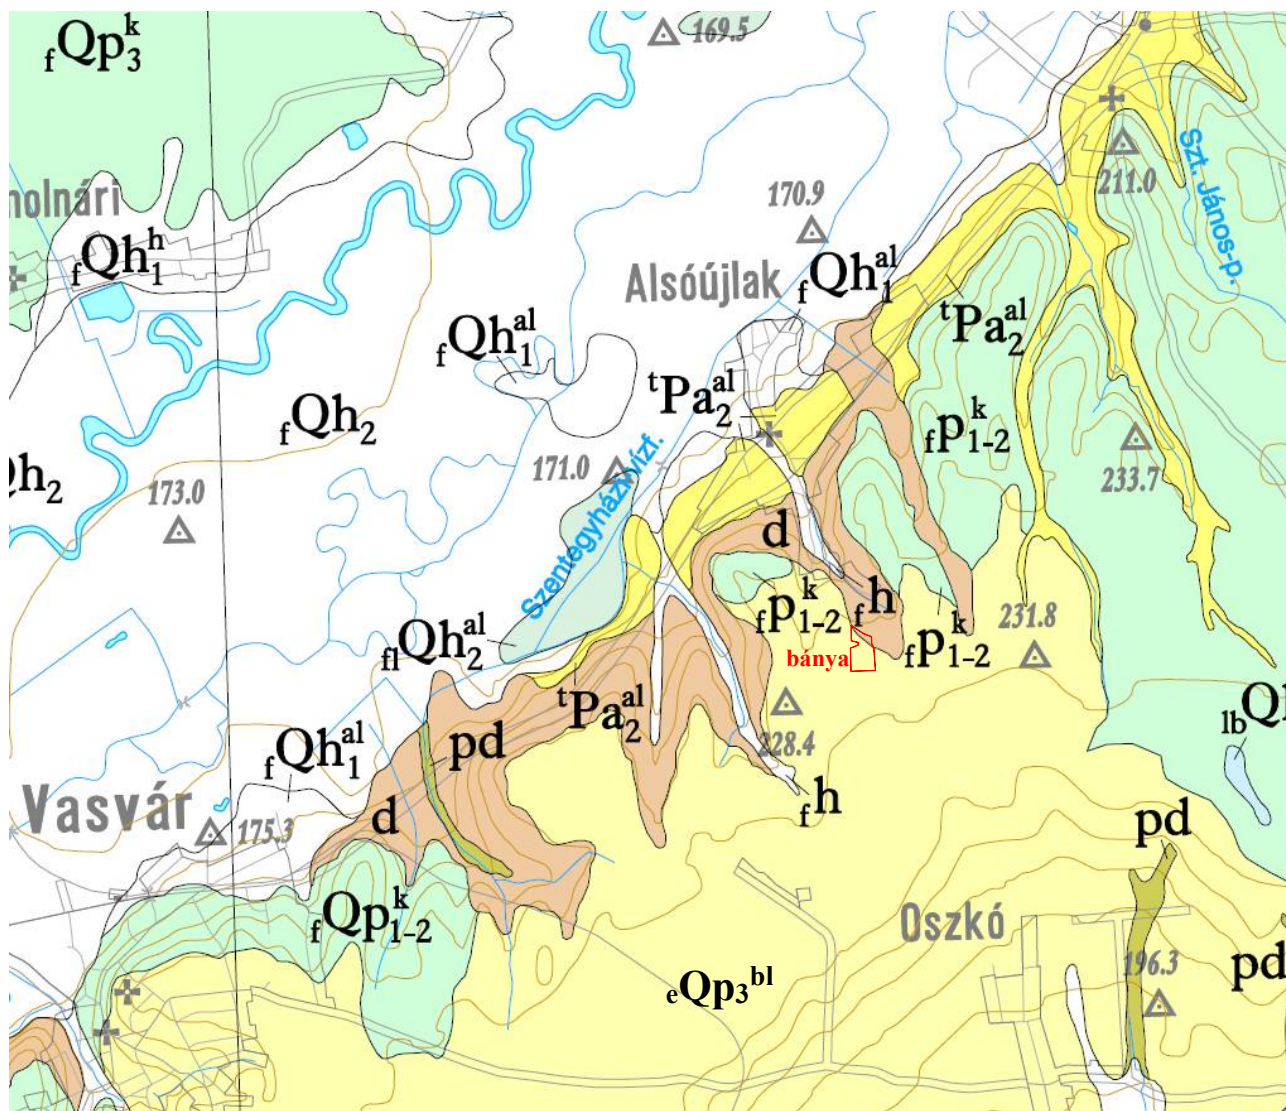 fQp₃ᵏ
169.5
molnári
fQh₁ʰ
211.0
Szt. János-p.
170.9
Alsóújlak
fQh₁ᵃˡ
fQh₁ᵃˡ
ᵗPa₂ᵃˡ
ᵗPa₂ᵃˡ
fQh₂
fp₁₋₂ᵏ
Qh₂
173.0
171.0
Szentegyházi vízf.
233.7
d
fp₁₋₂ᵏ
fh
fp₁₋₂ᵏ
231.8
flQh₂ᵃˡ
bánya
ᵗPa₂ᵃˡ
lbQ
fQh₁ᵃˡ
pd
228.4
fh
Vasvár
175.3
d
pd
fQp₁₋₂ᵏ
Oszkó
196.3
pd
eQp₃ᵇˡ